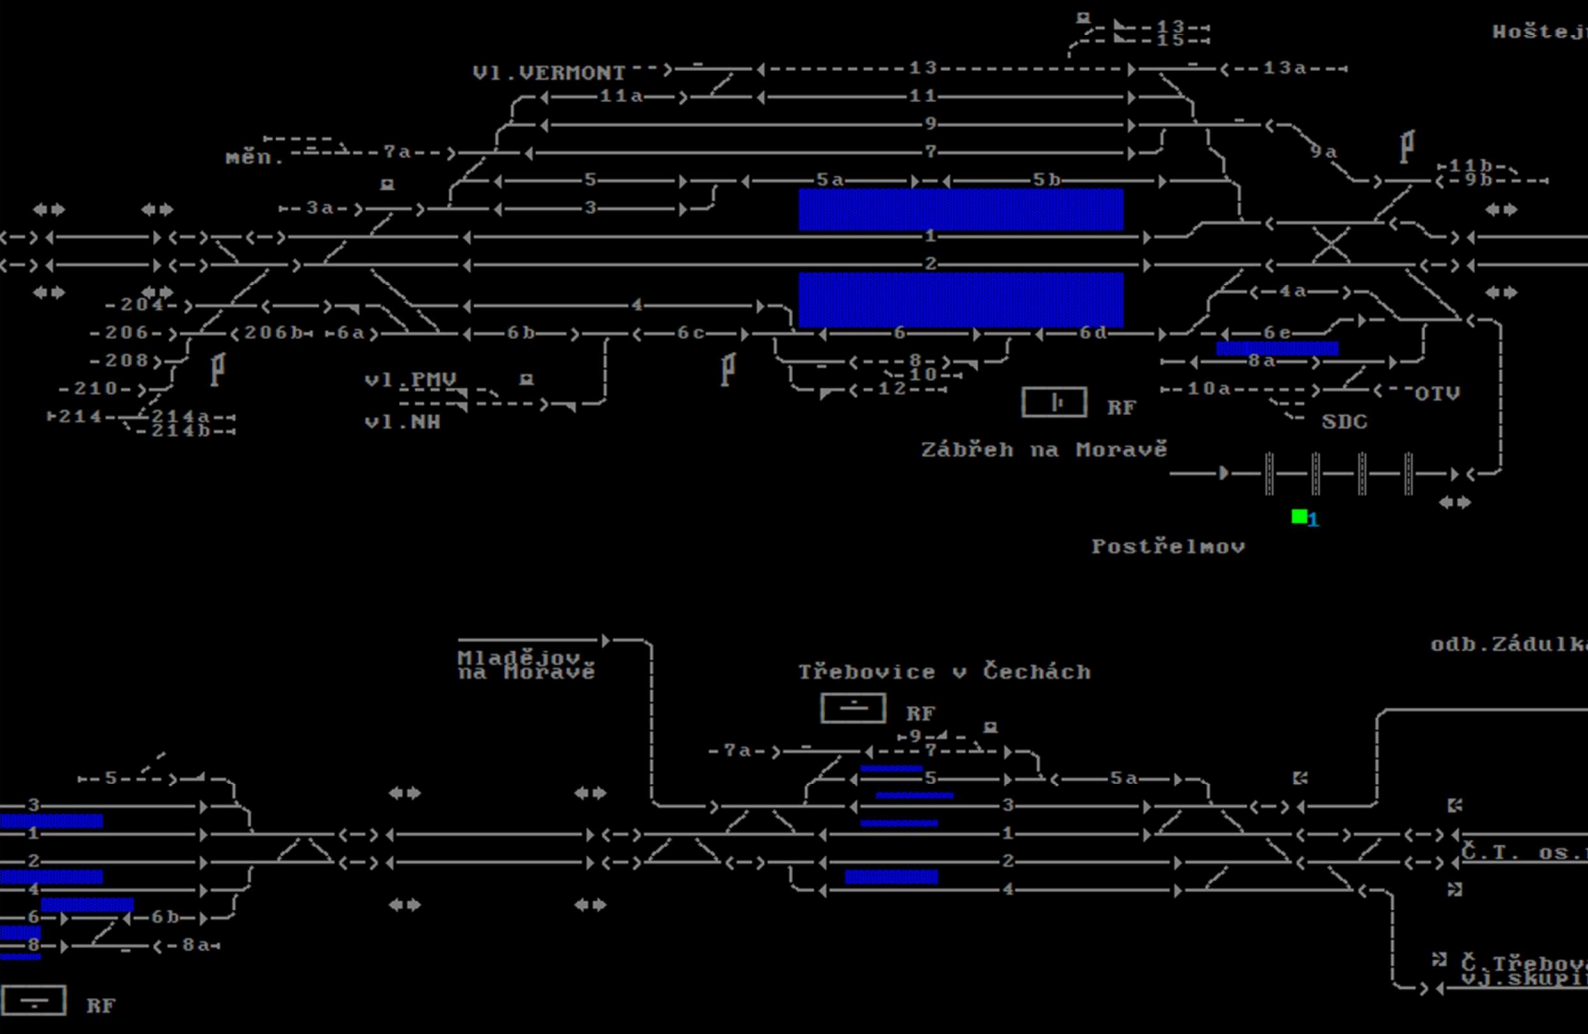 13
15
Hoštej
Vl.VERMONT 13 13a
11a 11
9
měn. 7a 7 9a
11b
5 5a 5b 9b
3a 3
1
2
204 4 4a
206 206b 6a 6b 6c 6 6d 6e
208 8 8a
210 vl.PMV 10
12 10a OTV
214 214a vl.NH RF SDC
214b
Zábřeh na Moravě
1
Postřelmov
odb.Zádulk
Mladějov
na Moravě
Třebovice v Čechách
RF
9
7a 7
5 5 5a
3 3
1 1
2 2
Č.T. os.
4 4
6 6b
8 8a
Č.Třebov
vj.skupi
RF